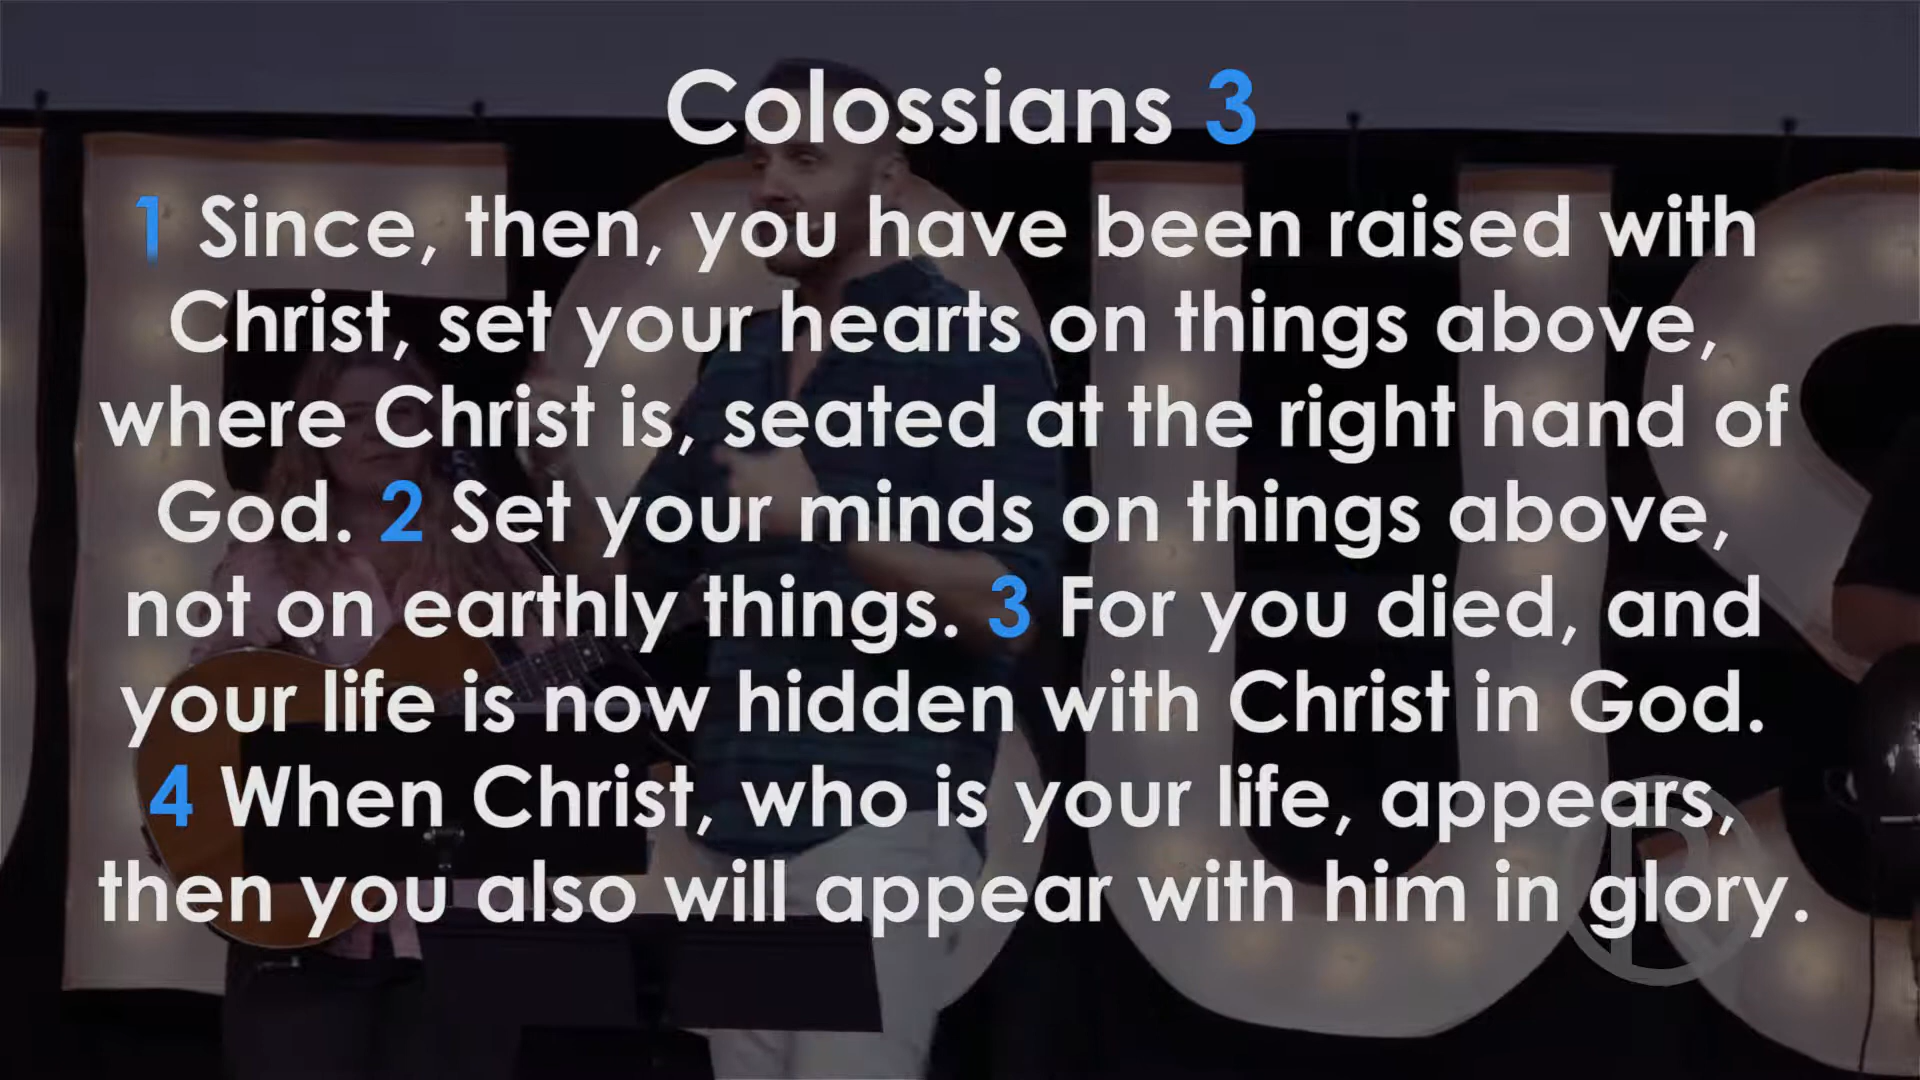 Colossians 3
1 Since, then, you have been raised with
Christ, set your hearts on things above,
where Christ is, seated at the right hand of
God. 2 Set your minds on things above,
not on earthly things. 3 For you died, and
your life is now hidden with Christ in God.
4 When Christ, who is your life, appears,
then you also will appear with him in glory.